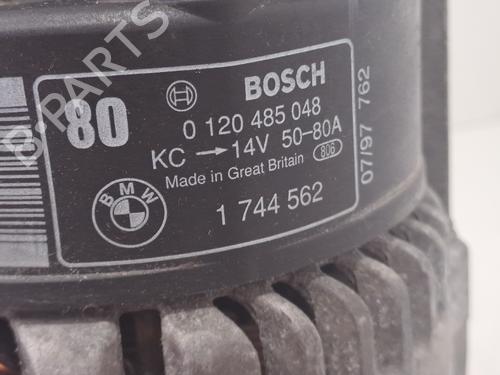 80
BOSCH
0 120 485 048
KC → 14V 50-80A
Made in Great Britain 806
BMW
1 744 562
07/97 762
B-PARTS